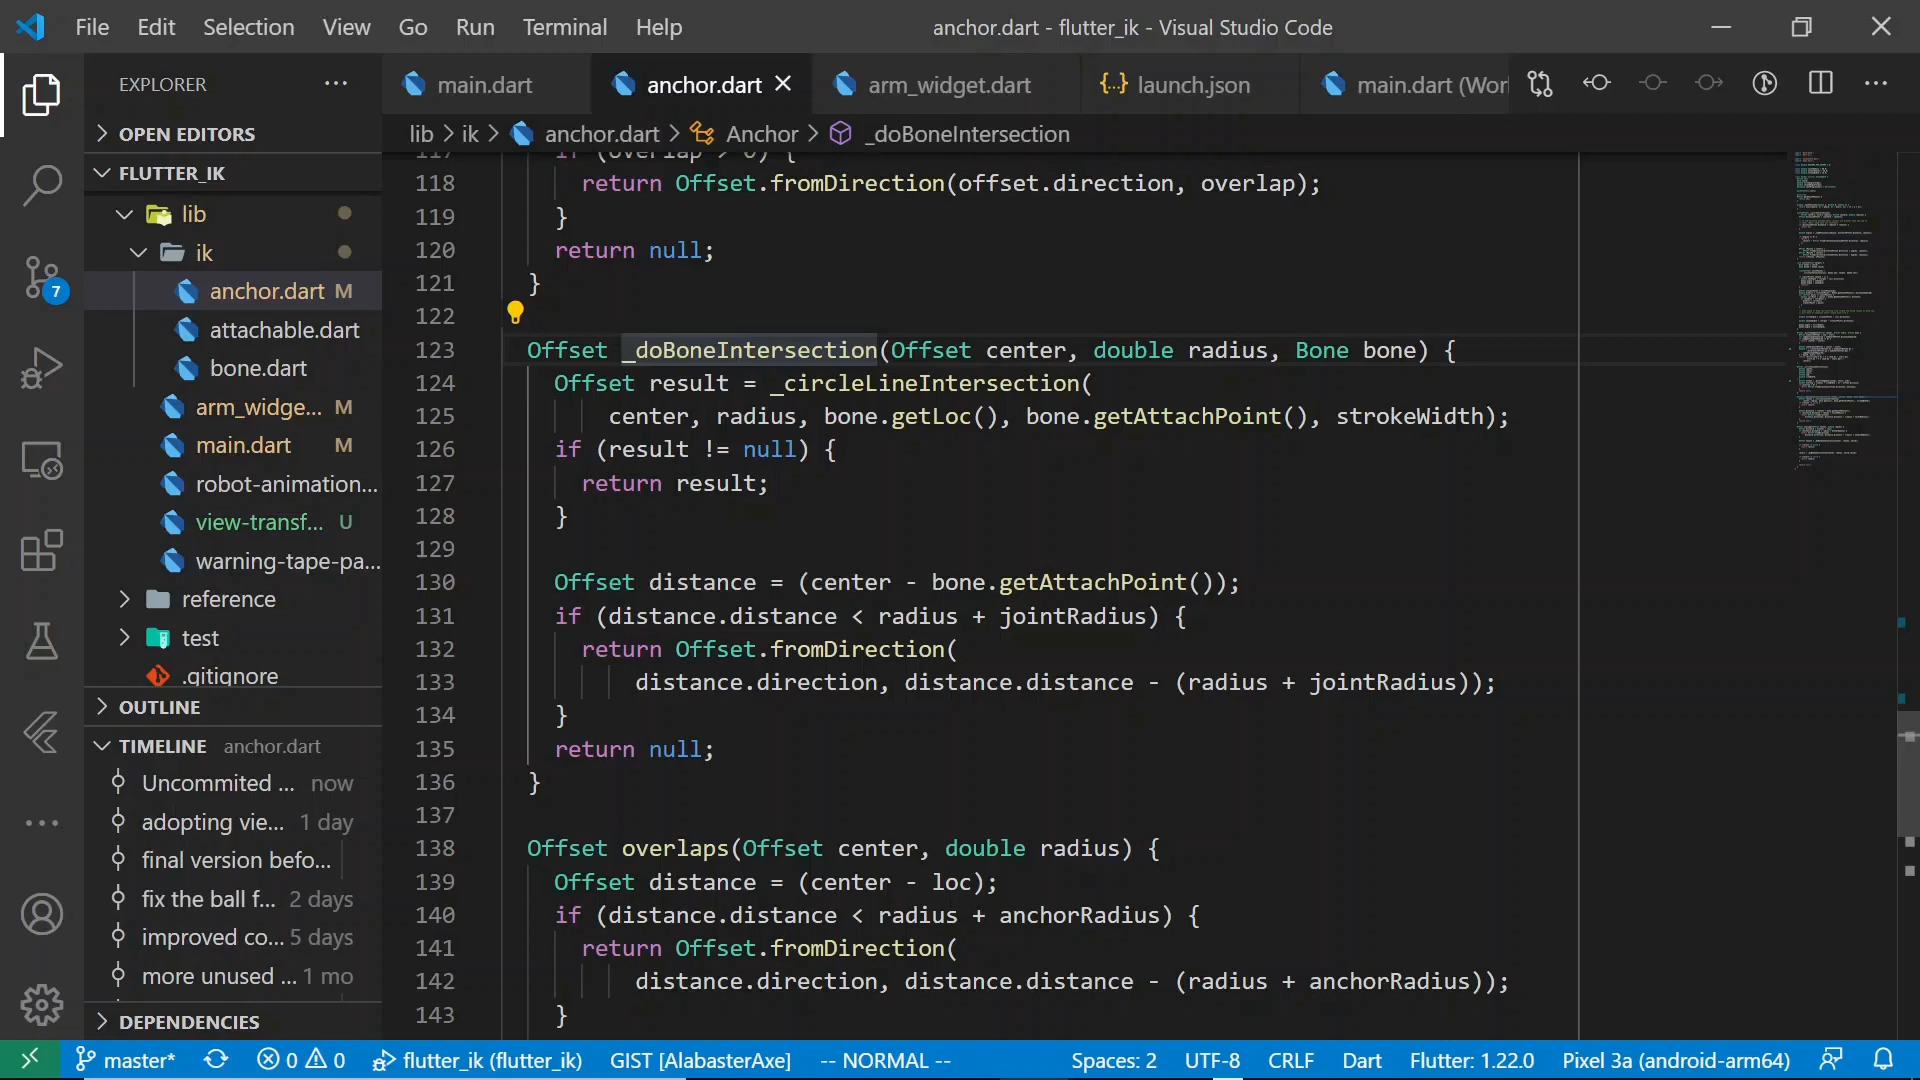 File Edit Selection View Go Run Terminal Help
anchor.dart - flutter_ik - Visual Studio Code
EXPLORER
main.dart anchor.dart arm_widget.dart launch.json main.dart (Wor
OPEN EDITORS
lib > ik > anchor.dart > Anchor > _doBoneIntersection
FLUTTER_IK
lib
ik
anchor.dart M
attachable.dart
bone.dart
arm_widge... M
main.dart M
robot-animation...
view-transf... U
warning-tape-pa...
reference
test
.gitignore
OUTLINE
TIMELINE anchor.dart
Uncommited ... now
adopting vie... 1 day
final version befo...
fix the ball f... 2 days
improved co... 5 days
more unused ... 1 mo
DEPENDENCIES
7
117 if (overlap > 0) {
118 return Offset.fromDirection(offset.direction, overlap);
119 }
120 return null;
121 }
122
123 Offset _doBoneIntersection(Offset center, double radius, Bone bone) {
124 Offset result = _circleLineIntersection(
125 center, radius, bone.getLoc(), bone.getAttachPoint(), strokeWidth);
126 if (result != null) {
127 return result;
128 }
129
130 Offset distance = (center - bone.getAttachPoint());
131 if (distance.distance < radius + jointRadius) {
132 return Offset.fromDirection(
133 distance.direction, distance.distance - (radius + jointRadius));
134 }
135 return null;
136 }
137
138 Offset overlaps(Offset center, double radius) {
139 Offset distance = (center - loc);
140 if (distance.distance < radius + anchorRadius) {
141 return Offset.fromDirection(
142 distance.direction, distance.distance - (radius + anchorRadius));
143 }
master* 0 0 flutter_ik (flutter_ik) GIST [AlabasterAxe] -- NORMAL -- Spaces: 2 UTF-8 CRLF Dart Flutter: 1.22.0 Pixel 3a (android-arm64)